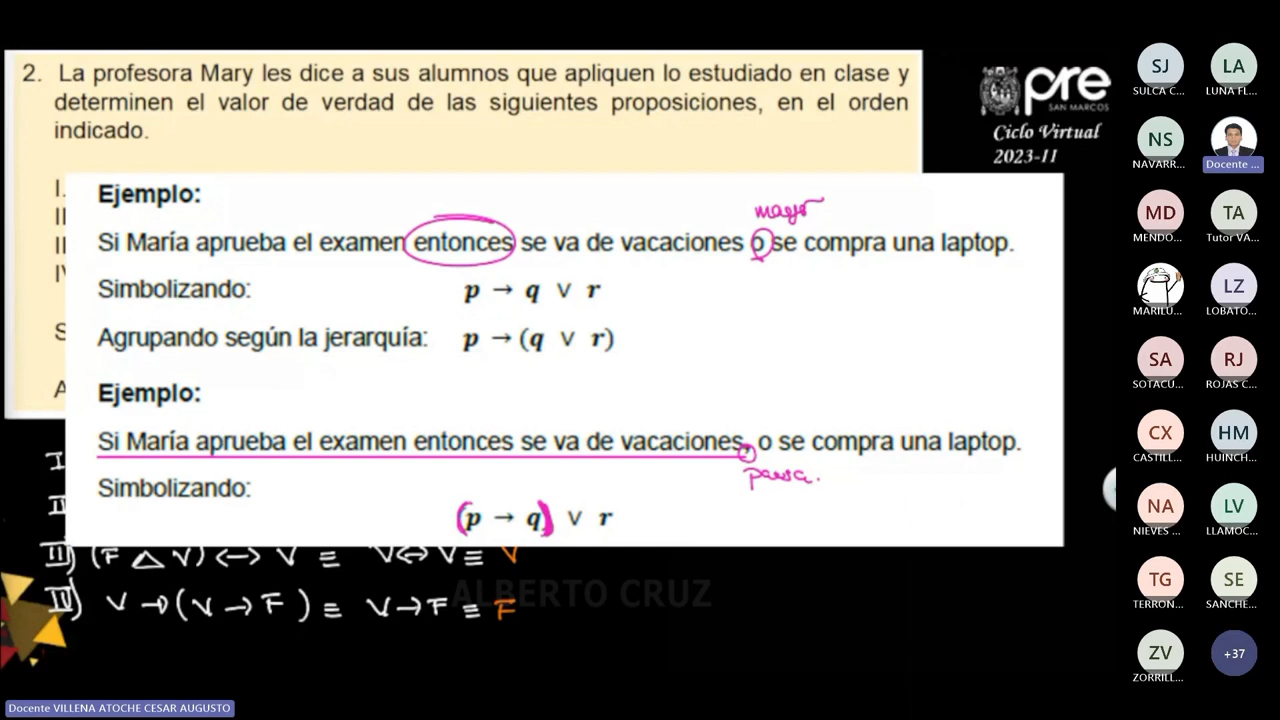 2. La profesora Mary les dice a sus alumnos que apliquen lo estudiado en clase y
determinen el valor de verdad de las siguientes proposiciones, en el orden
indicado.
pre
SAN MARCOS
Ciclo Virtual
2023-II
I.
II
II
IV
S
A
Ejemplo:
mayor
Si María aprueba el examen entonces se va de vacaciones o se compra una laptop.
Simbolizando: p → q ∨ r
Agrupando según la jerarquía: p → (q ∨ r)
Ejemplo:
Si María aprueba el examen entonces se va de vacaciones, o se compra una laptop.
pausa.
Simbolizando:
(p → q) ∨ r
III) (F △ V) ↔ V ≡ V ↔ V ≡ V
IV) V → (V → F) ≡ V → F ≡ F
ALBERTO CRUZ
SJ LA
SULCA C... LUNA FL...
NS
NAVARR... Docente ...
MD TA
MENDO... Tutor VA...
LZ
MARILU... LOBATO...
SA RJ
SOTACU... ROJAS C...
CX HM
CASTILL... HUINCH...
NA LV
NIEVES ... LLAMOC...
TG SE
TERRON... SANCHE...
ZV +37
ZORRILL...
Docente VILLENA ATOCHE CESAR AUGUSTO